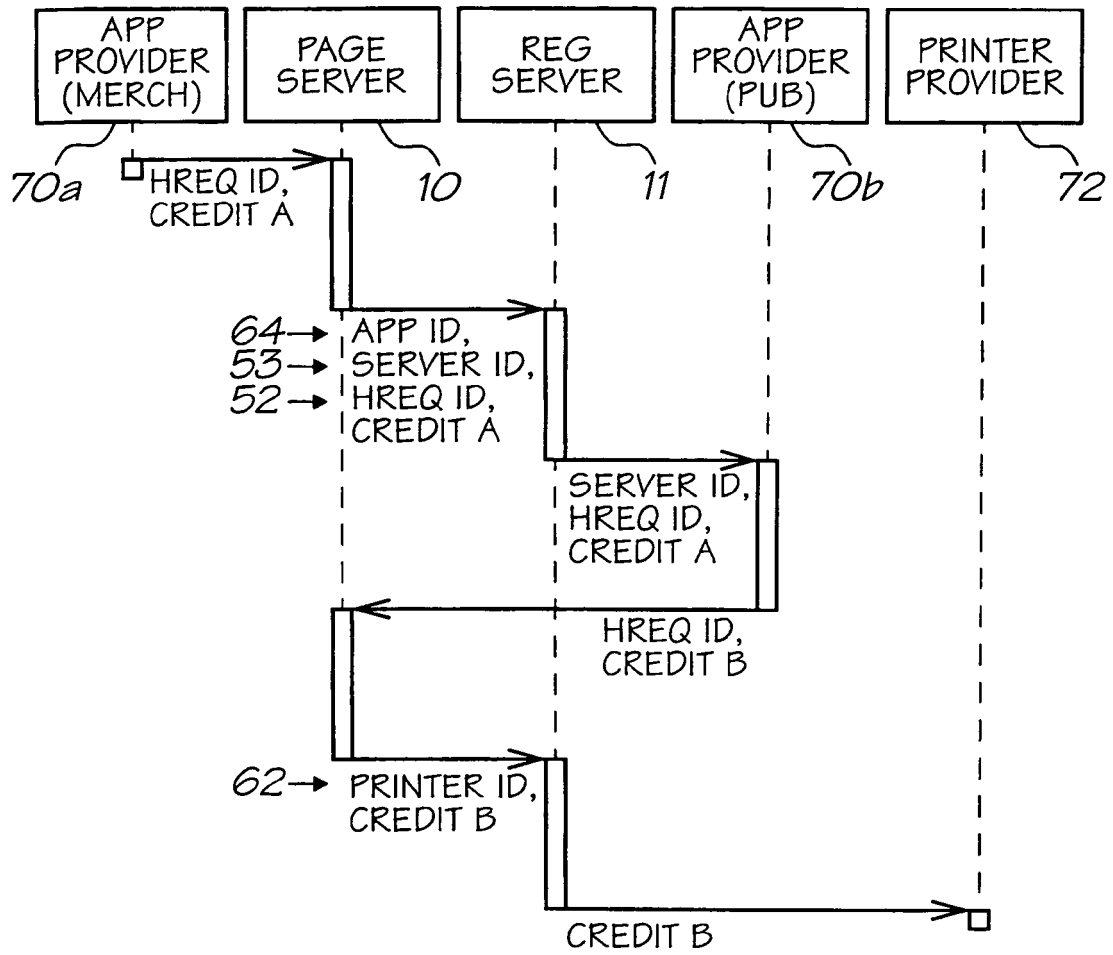 APP
PROVIDER
(MERCH)
PAGE
SERVER
REG
SERVER
APP
PROVIDER
(PUB)
PRINTER
PROVIDER
70a
10
11
70b
72
HREQ ID,
CREDIT A
64
APP ID,
53
SERVER ID,
52
HREQ ID,
CREDIT A
SERVER ID,
HREQ ID,
CREDIT A
HREQ ID,
CREDIT B
62
PRINTER ID,
CREDIT B
CREDIT B